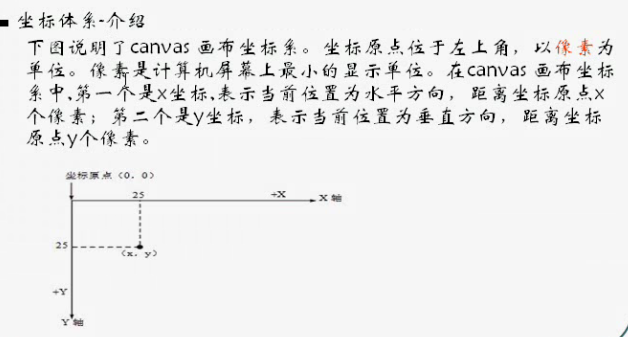 坐标体系-介绍
下图说明了canvas 画布坐标系。坐标原点位于左上角，以像素为
单位。像素是计算机屏幕上最小的显示单位。在canvas 画布坐标
系中,第一个是x坐标,表示当前位置为水平方向，距离坐标原点x
个像素；第二个是y坐标，表示当前位置为垂直方向，距离坐标
原点y个像素。
坐标原点（0，0）
25
+X
X 轴
25
(x, y)
+Y
Y 轴